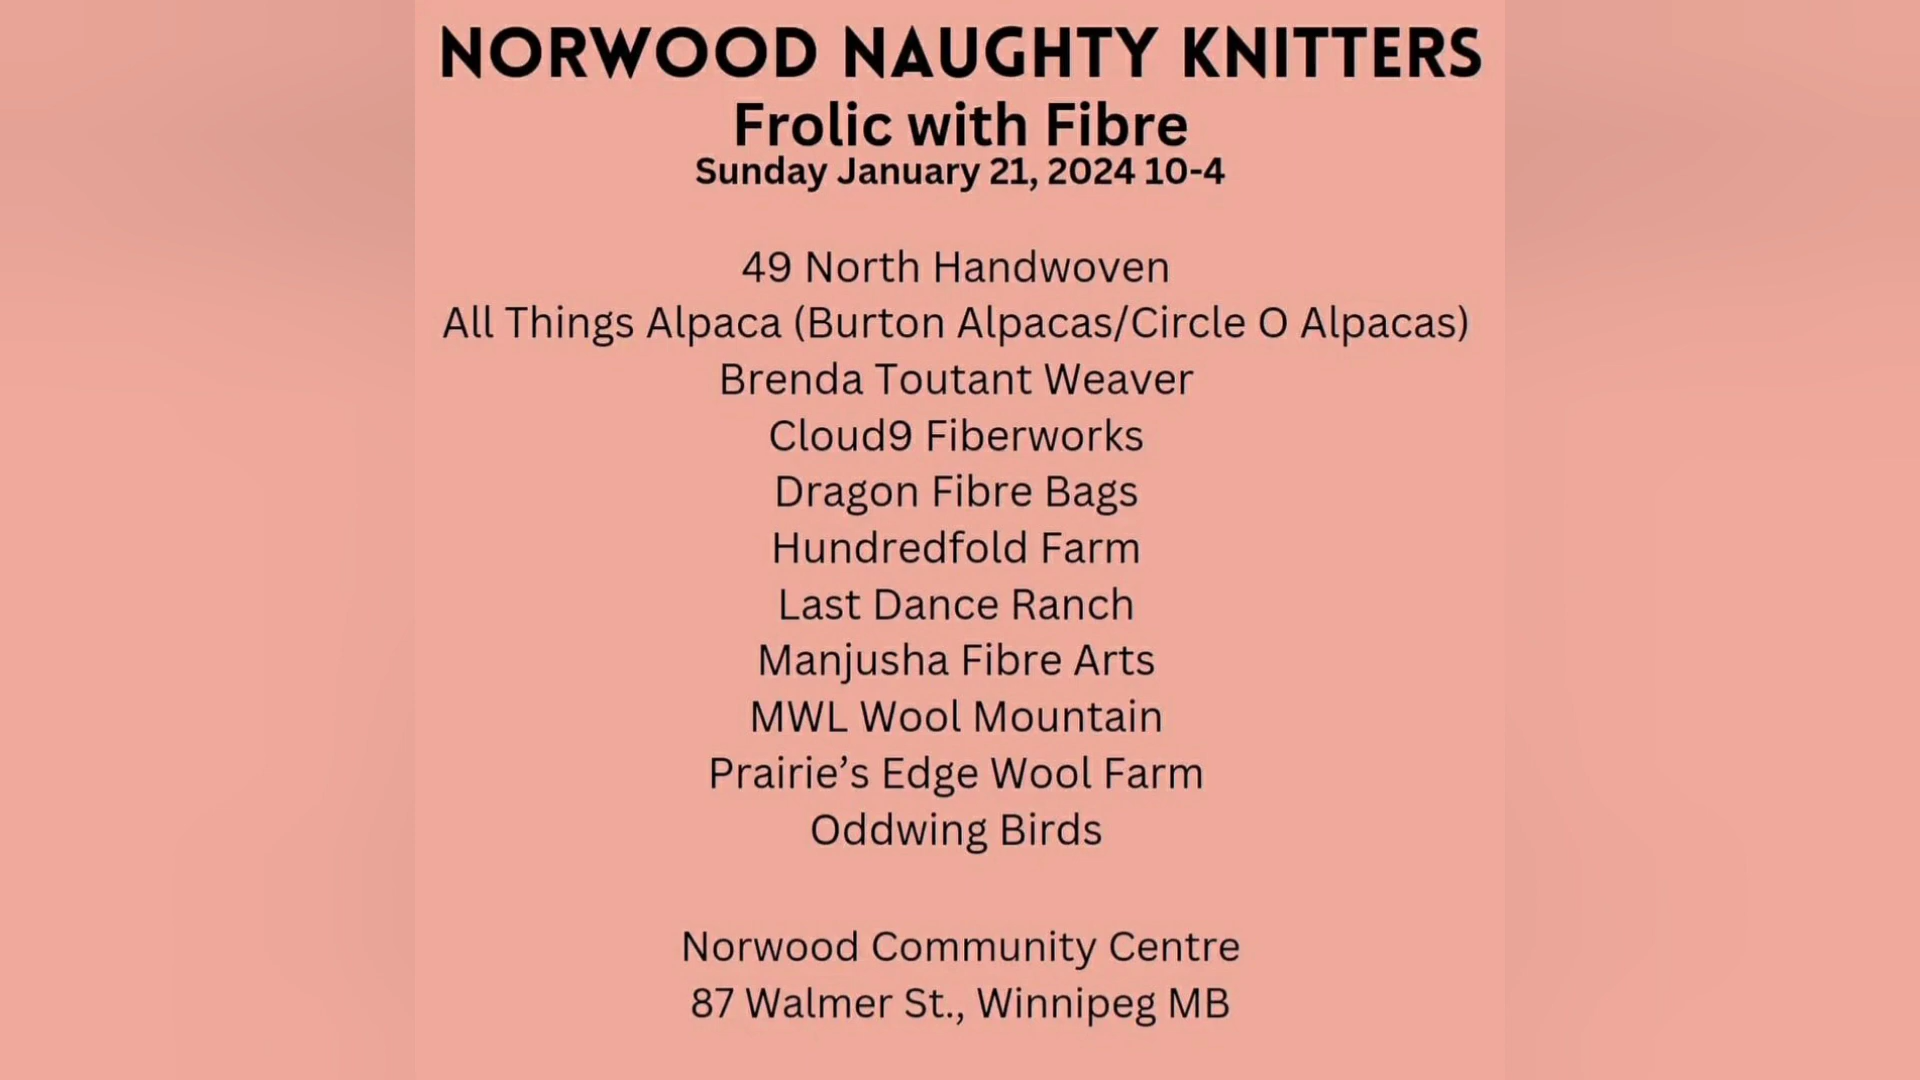 NORWOOD NAUGHTY KNITTERS
Frolic with Fibre
Sunday January 21, 2024 10-4
49 North Handwoven
All Things Alpaca (Burton Alpacas/Circle O Alpacas)
Brenda Toutant Weaver
Cloud9 Fiberworks
Dragon Fibre Bags
Hundredfold Farm
Last Dance Ranch
Manjusha Fibre Arts
MWL Wool Mountain
Prairie’s Edge Wool Farm
Oddwing Birds
Norwood Community Centre
87 Walmer St., Winnipeg MB